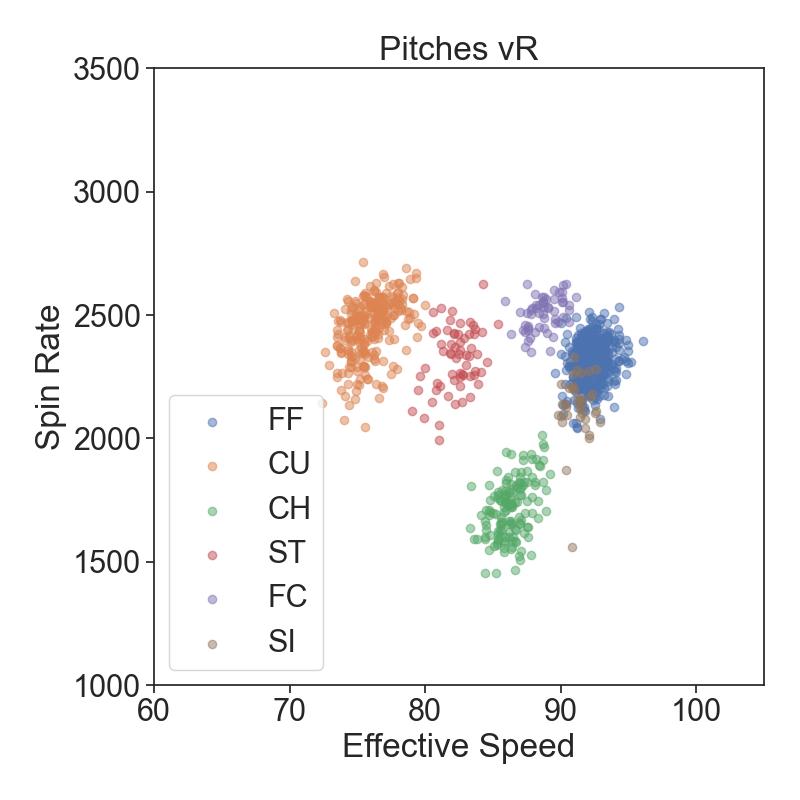 Pitches vR
3500
3000
2500
2000
1500
1000
Spin Rate
FF
CU
CH
ST
FC
SI
60 70 80 90 100
Effective Speed